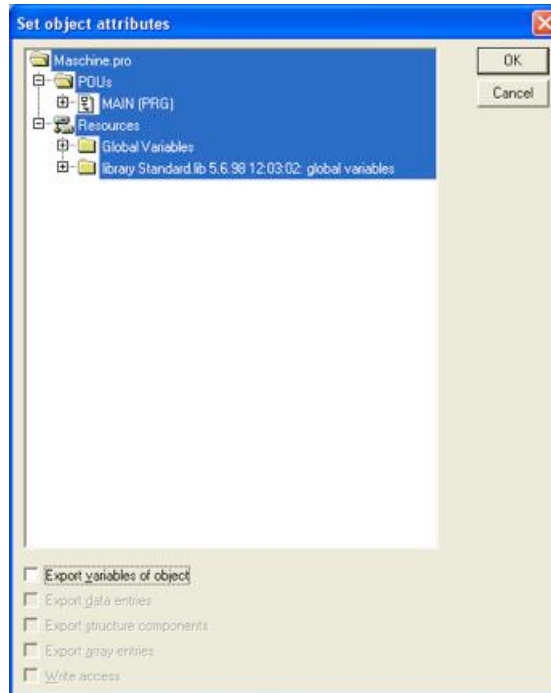 Set object attributes
Maschine.pro
POUs
MAIN (PRG)
Resources
Global Variables
library Standard.lib 5.6.98 12:03:02: global variables
OK
Cancel
Export variables of object
Export data entries
Export structure components
Export array entries
Write access